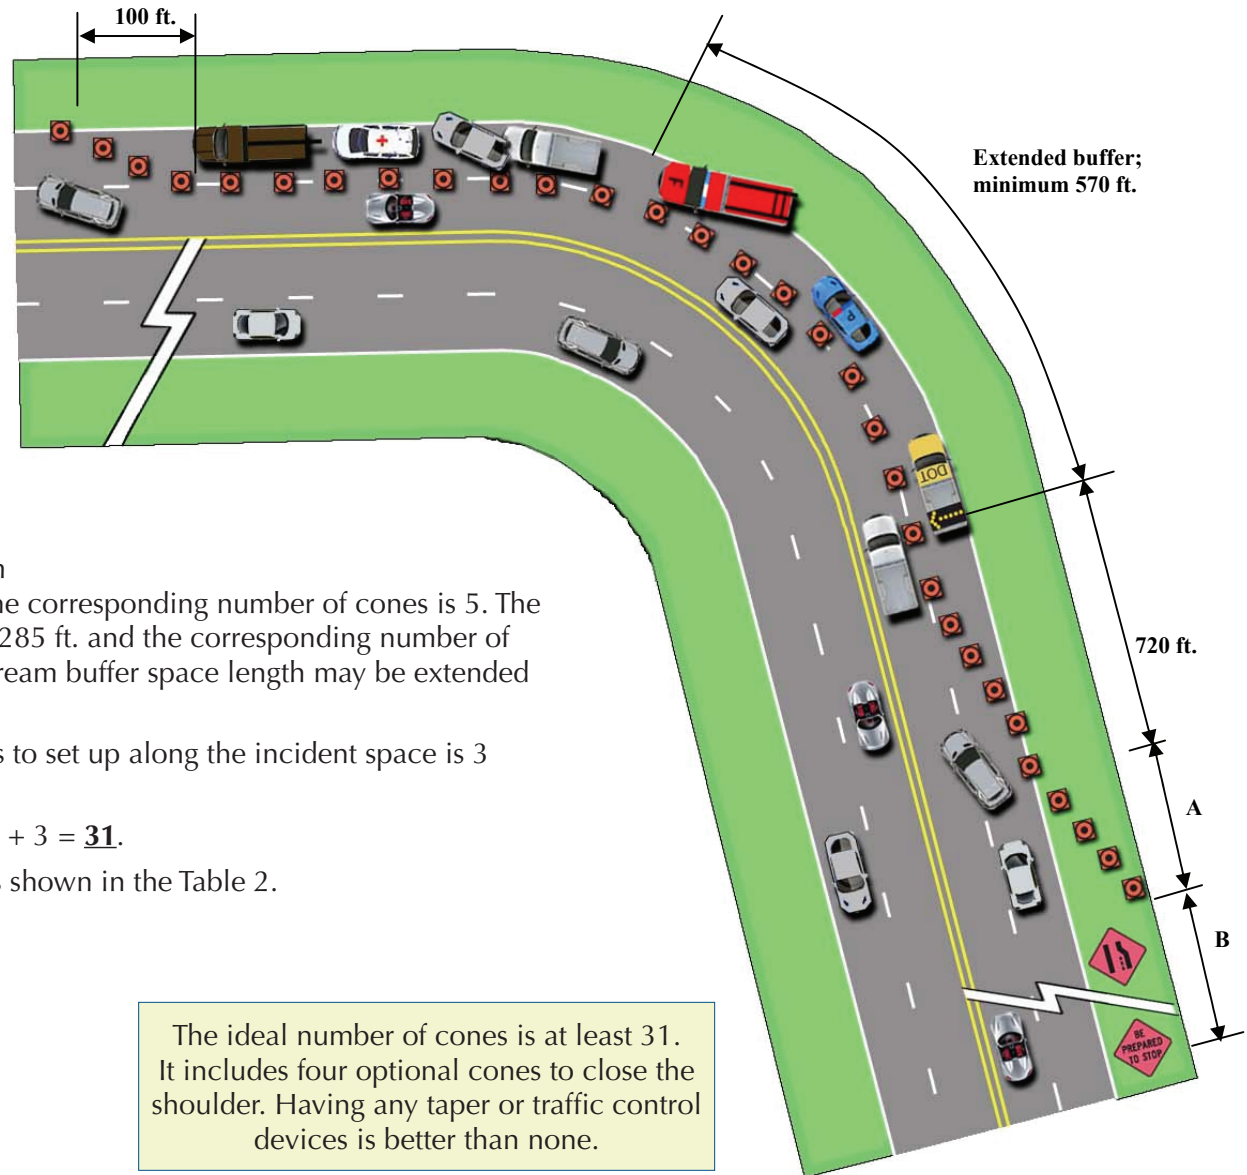 100 ft.
Extended buffer;
minimum 570 ft.
F
P
DOT
n
ne corresponding number of cones is 5. The
285 ft. and the corresponding number of
ream buffer space length may be extended
720 ft.
s to set up along the incident space is 3
A
+ 3 = 31.
s shown in the Table 2.
B
The ideal number of cones is at least 31.
It includes four optional cones to close the
shoulder. Having any taper or traffic control
devices is better than none.
BE
PREPARED
TO STOP